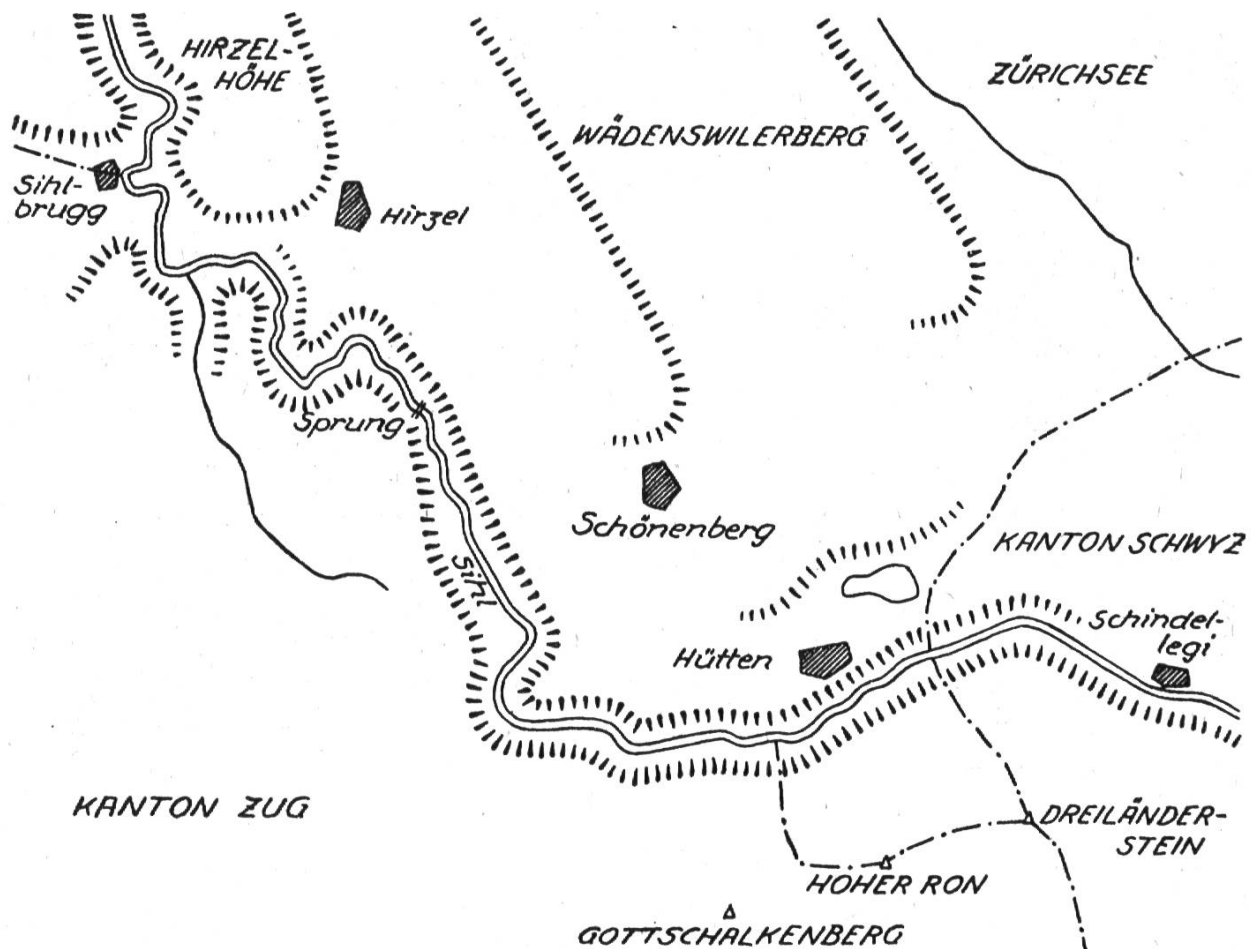 HIRZEL-
HÖHE
ZÜRICHSEE
WÄDENSWILERBERG
Sihl-
brugg
Hirzel
Sprung
Schönenberg
KANTON SCHWYZ
Sihl
Schindel-
legi
Hütten
KANTON ZUG
DREILÄNDER-
STEIN
HOHER RON
GOTTSCHALKENBERG